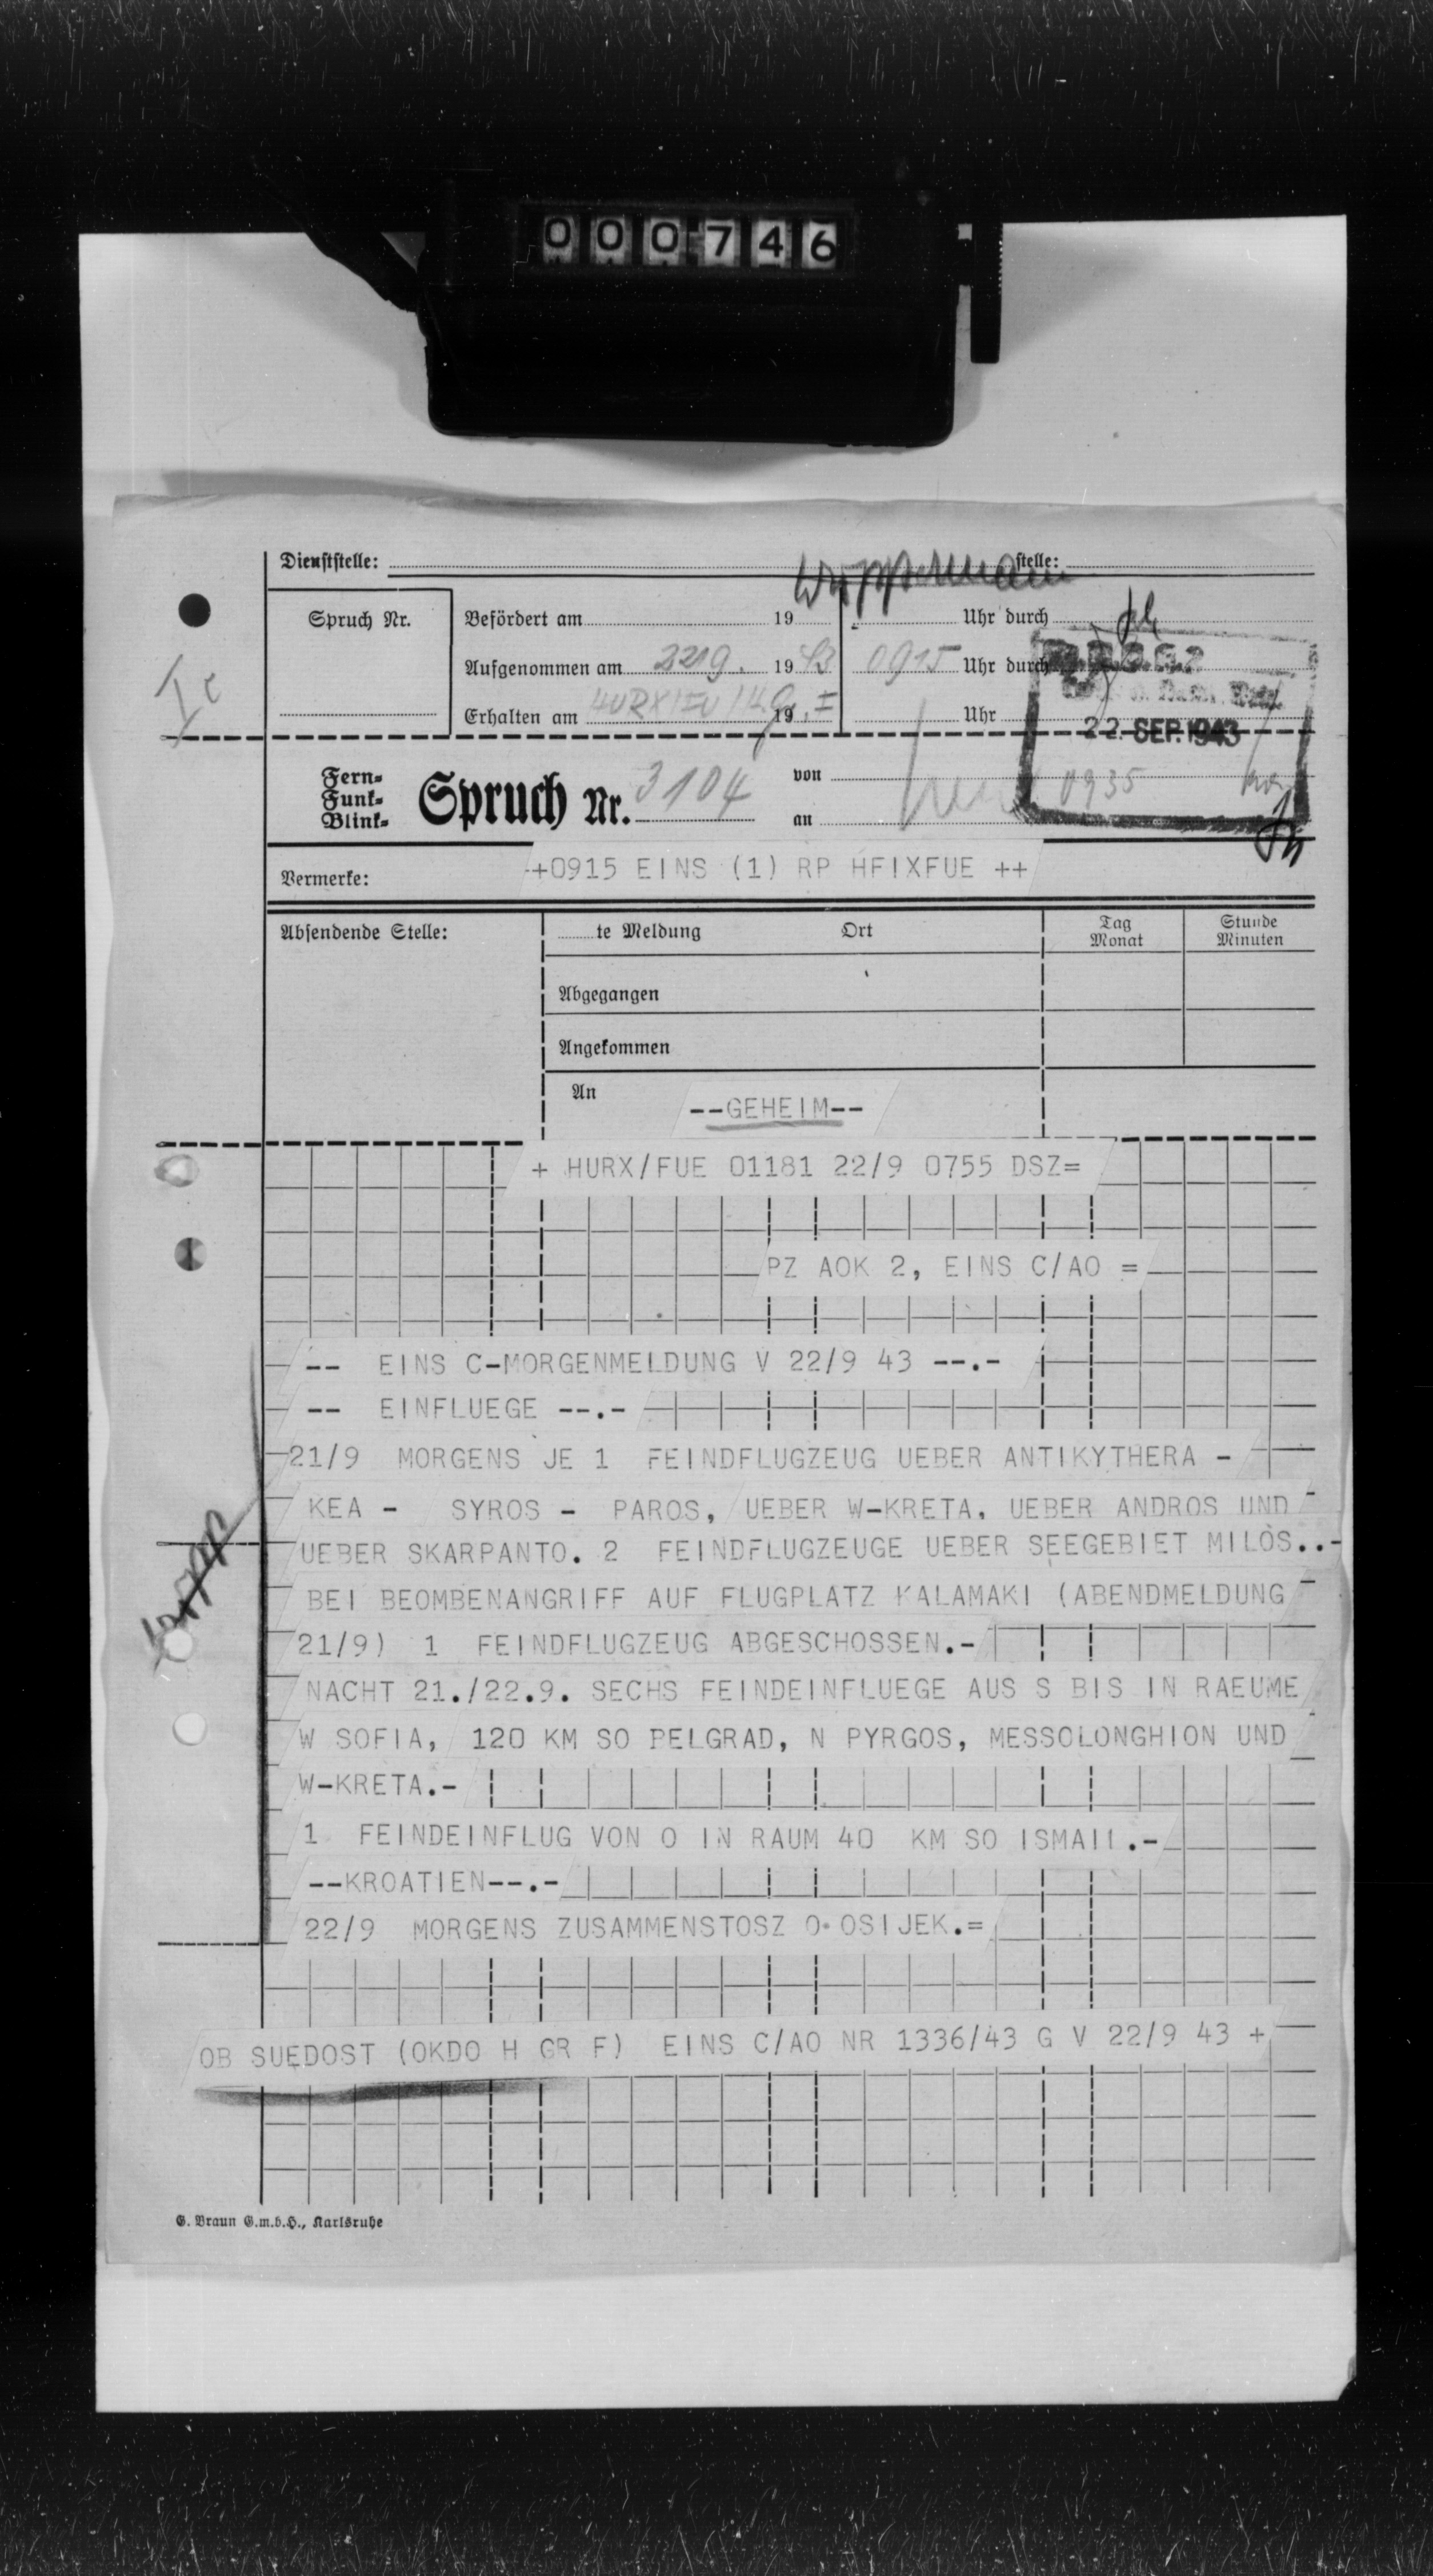 000746
Dienststelle: stelle:
Spruch Nr.
Befördert am 19 Uhr durch
Aufgenommen am 22/9. 1943 0915 Uhr durch
Erhalten am HURX/FU 19 Uhr
Ic
22. SEP. 1943
0935
Fern-
Funk-
Blink-
Spruch Nr. 3104
von
an
Vermerke:
+0915 EINS (1) RP HFIXFUE ++
Absendende Stelle:
te Meldung Ort
Tag
Monat
Stunde
Minuten
Abgegangen
Angekommen
An
--GEHEIM--
+ HURX/FUE 01181 22/9 0755 DSZ=
PZ AOK 2, EINS C/AO =
-- EINS C-MORGENMELDUNG V 22/9 43 --.-
-- EINFLUEGE --.-
21/9 MORGENS JE 1 FEINDFLUGZEUG UEBER ANTIKYTHERA -
KEA - SYROS - PAROS, UEBER W-KRETA, UEBER ANDROS UND
UEBER SKARPANTO. 2 FEINDFLUGZEUGE UEBER SEEGEBIET MILOS..-
BEI BEOMBENANGRIFF AUF FLUGPLATZ KALAMAKI (ABENDMELDUNG
21/9) 1 FEINDFLUGZEUG ABGESCHOSSEN.-
NACHT 21./22.9. SECHS FEINDEINFLUEGE AUS S BIS IN RAEUME
W SOFIA, 120 KM SO BELGRAD, N PYRGOS, MESSOLONGHION UND
W-KRETA.-
1 FEINDEINFLUG VON O IN RAUM 40 KM SO ISMAIL.-
--KROATIEN--.-
22/9 MORGENS ZUSAMMENSTOSZ O. OSIJEK.=
OB SUEDOST (OKDO H GR F) EINS C/AO NR 1336/43 G V 22/9 43 +
G. Braun G.m.b.H., Karlsruhe